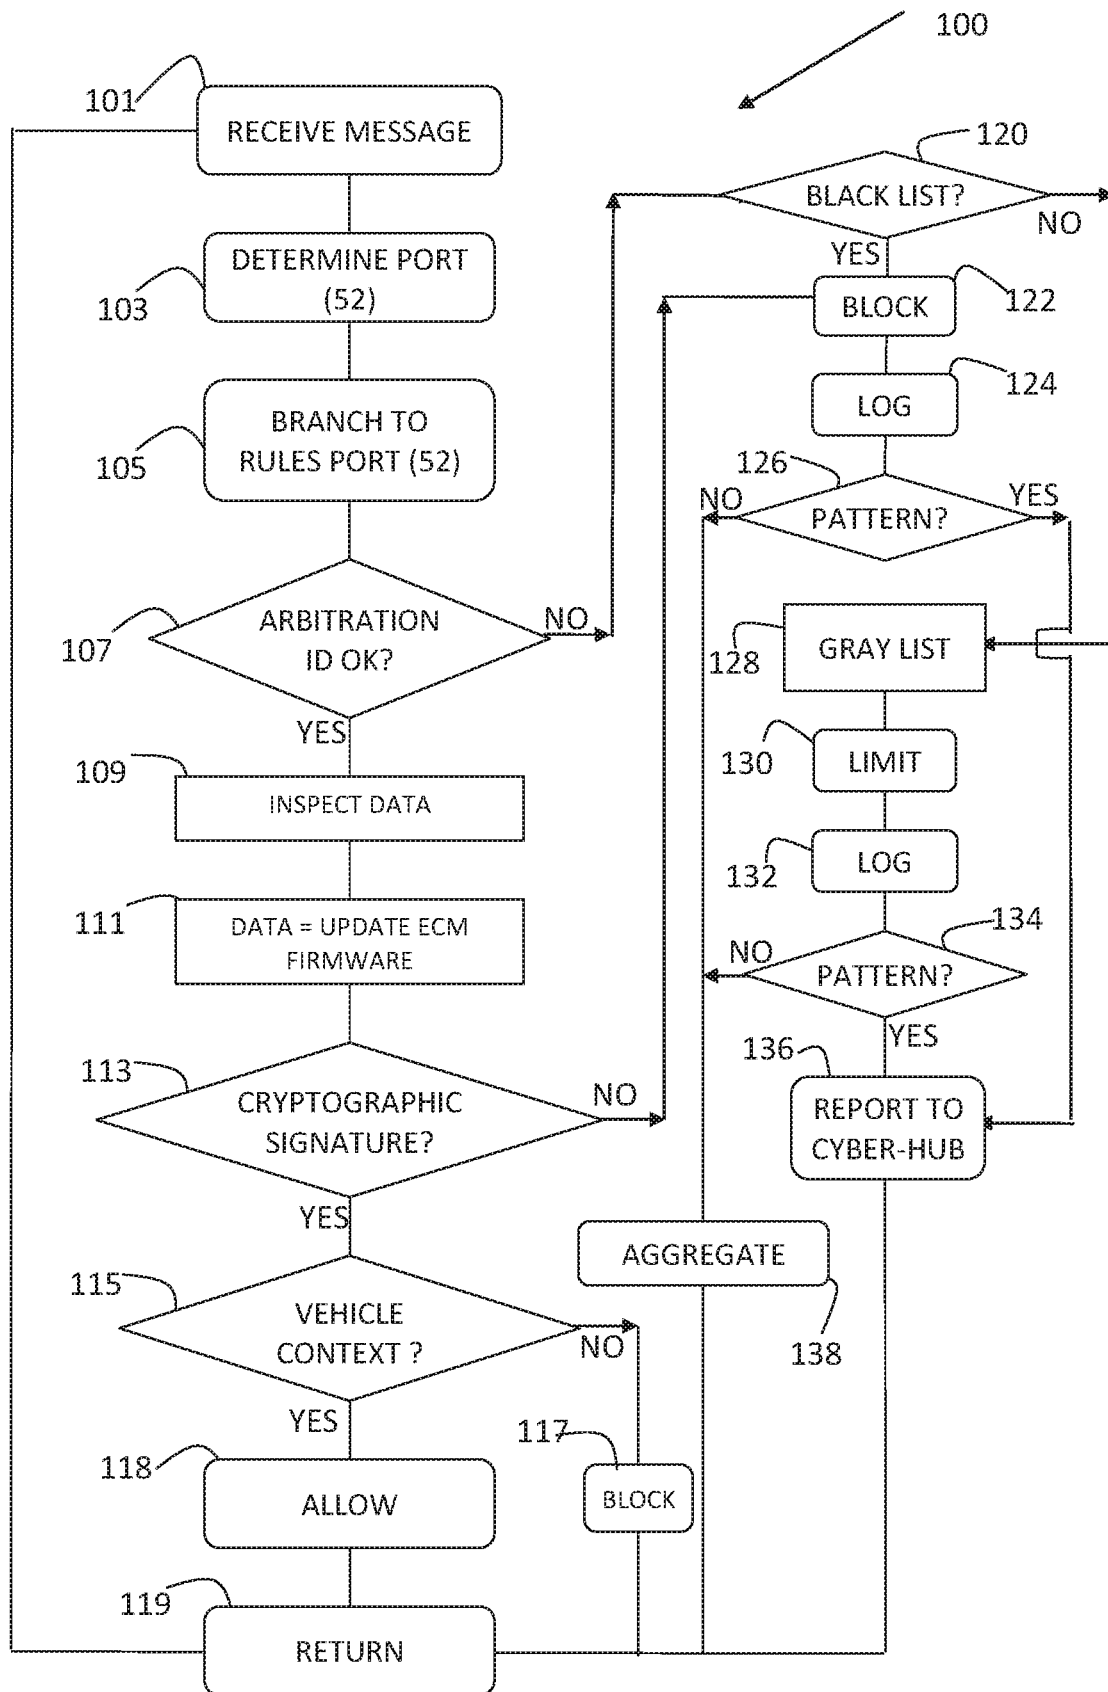 100
101
RECEIVE MESSAGE
103
DETERMINE PORT
(52)
105
BRANCH TO
RULES PORT (52)
107
ARBITRATION
ID OK?
NO
YES
109
INSPECT DATA
111
DATA = UPDATE ECM
FIRMWARE
113
CRYPTOGRAPHIC
SIGNATURE?
NO
YES
115
VEHICLE
CONTEXT ?
NO
YES
117
BLOCK
118
ALLOW
119
RETURN
120
BLACK LIST?
NO
YES
BLOCK
122
LOG
124
126
NO
PATTERN?
YES
128
GRAY LIST
130
LIMIT
132
LOG
134
NO
PATTERN?
YES
136
REPORT TO
CYBER-HUB
AGGREGATE
138